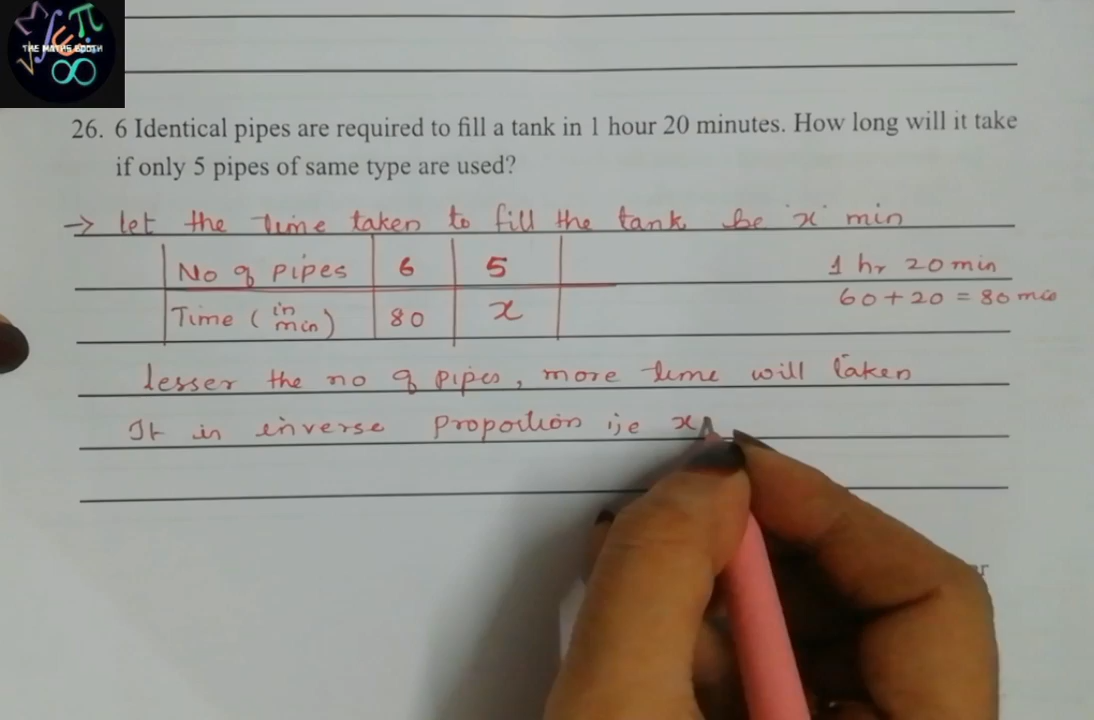 THE MATHS BOOTH
26. 6 Identical pipes are required to fill a tank in 1 hour 20 minutes. How long will it take
if only 5 pipes of same type are used?
→ let the time taken to fill the tank be 'x' min
No of pipes 6 5
1 hr 20 min
Time (in min) 80 x
60 + 20 = 80 min
lesser the no of pipes, more time will taken
It is inverse proportion i;e x